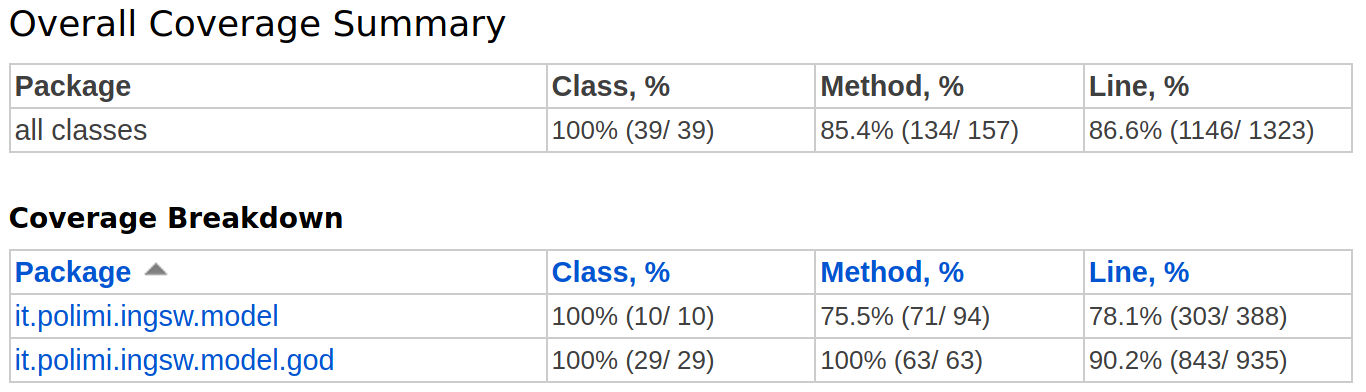 Overall Coverage Summary
Package Class, % Method, % Line, %
all classes 100% (39/ 39) 85.4% (134/ 157) 86.6% (1146/ 1323)
Coverage Breakdown
Package Class, % Method, % Line, %
it.polimi.ingsw.model 100% (10/ 10) 75.5% (71/ 94) 78.1% (303/ 388)
it.polimi.ingsw.model.god 100% (29/ 29) 100% (63/ 63) 90.2% (843/ 935)